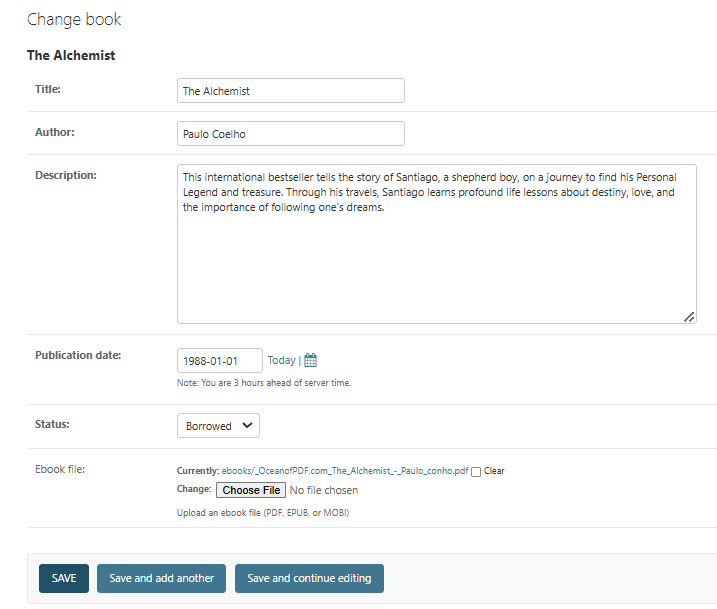 Change book
The Alchemist
Title: The Alchemist
Author: Paulo Coelho
Description: This international bestseller tells the story of Santiago, a shepherd boy, on a journey to find his Personal
Legend and treasure. Through his travels, Santiago learns profound life lessons about destiny, love, and
the importance of following one's dreams.
Publication date: 1988-01-01 Today |
Note: You are 3 hours ahead of server time.
Status: Borrowed
Ebook file: Currently: ebooks/_OceanofPDF.com_The_Alchemist_-_Paulo_conho.pdf Clear
Change: Choose File No file chosen
Upload an ebook file (PDF, EPUB, or MOBI)
SAVE Save and add another Save and continue editing